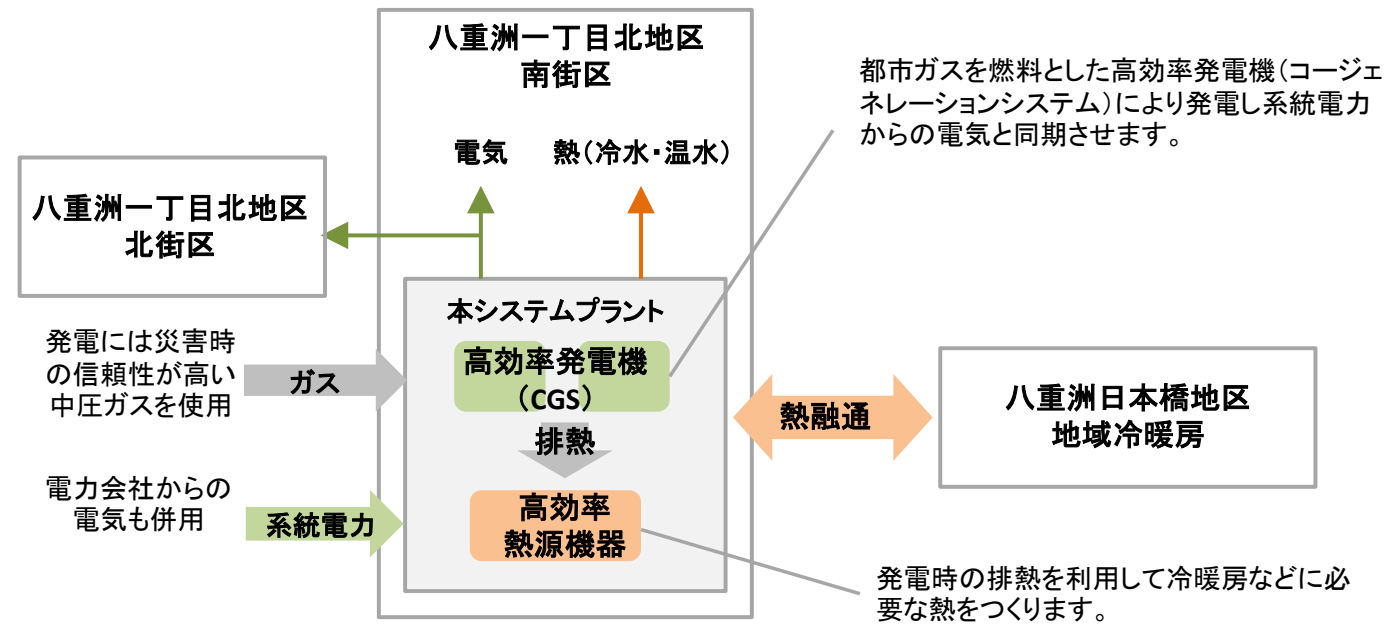 八重洲一丁目北地区
南街区
都市ガスを燃料とした高効率発電機(コージェ
ネレーションシステム)により発電し系統電力
からの電気と同期させます。
電気
熱(冷水・温水)
八重洲一丁目北地区
北街区
本システムプラント
発電には災害時
の信頼性が高い
中圧ガスを使用
ガス
高効率発電機
(CGS)
排熱
熱融通
八重洲日本橋地区
地域冷暖房
電力会社からの
電気も併用
系統電力
高効率
熱源機器
発電時の排熱を利用して冷暖房などに必
要な熱をつくります。